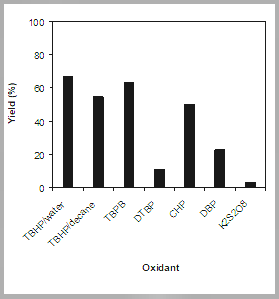 100
80
60
40
20
0
Yield (%)
TBHP/water
TBHP/decane
TBPB
DTBP
CHP
DBP
K2S2O8
Oxidant